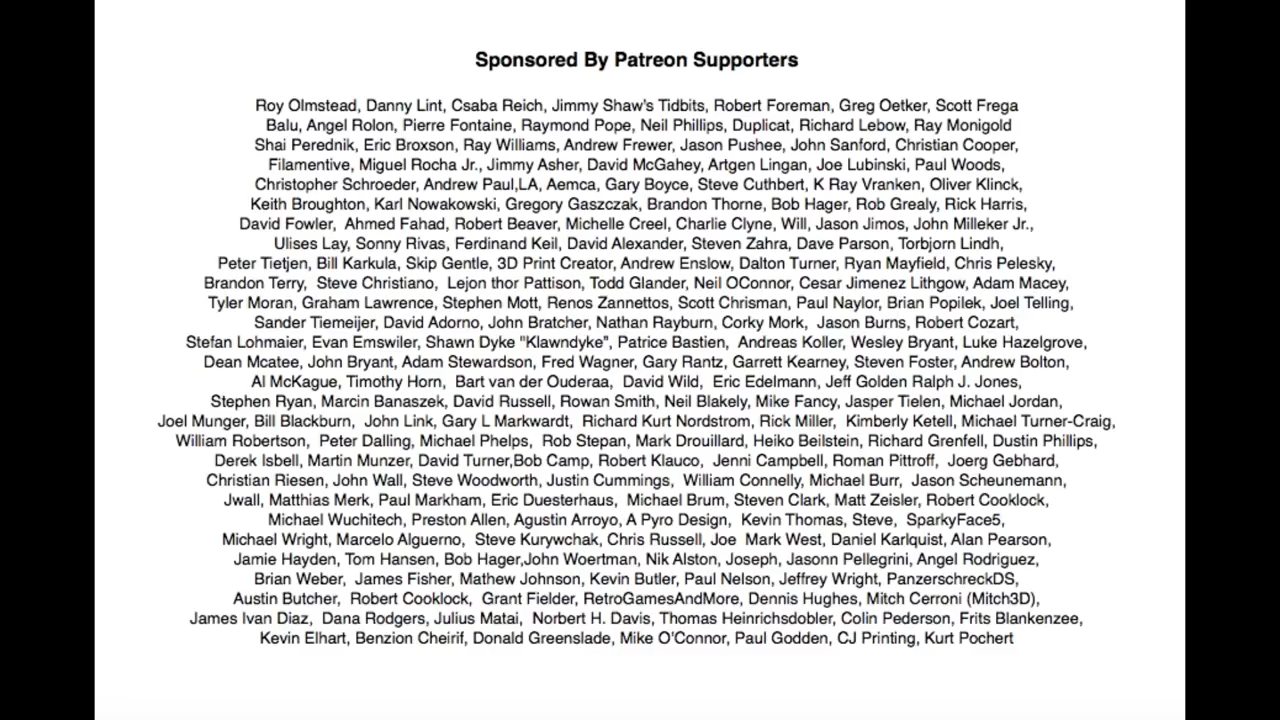 Sponsored By Patreon Supporters
Roy Olmstead, Danny Lint, Csaba Reich, Jimmy Shaw's Tidbits, Robert Foreman, Greg Oetker, Scott Frega
Balu, Angel Rolon, Pierre Fontaine, Raymond Pope, Neil Phillips, Duplicat, Richard Lebow, Ray Monigold
Shai Perednik, Eric Broxson, Ray Williams, Andrew Frewer, Jason Pushee, John Sanford, Christian Cooper,
Filamentive, Miguel Rocha Jr., Jimmy Asher, David McGahey, Artgen Lingan, Joe Lubinski, Paul Woods,
Christopher Schroeder, Andrew Paul,LA, Aemca, Gary Boyce, Steve Cuthbert, K Ray Vranken, Oliver Klinck,
Keith Broughton, Karl Nowakowski, Gregory Gaszczak, Brandon Thorne, Bob Hager, Rob Grealy, Rick Harris,
David Fowler,  Ahmed Fahad, Robert Beaver, Michelle Creel, Charlie Clyne, Will, Jason Jimos, John Milleker Jr.,
Ulises Lay, Sonny Rivas, Ferdinand Keil, David Alexander, Steven Zahra, Dave Parson, Torbjorn Lindh,
Peter Tietjen, Bill Karkula, Skip Gentle, 3D Print Creator, Andrew Enslow, Dalton Turner, Ryan Mayfield, Chris Pelesky,
Brandon Terry,  Steve Christiano,  Lejon thor Pattison, Todd Glander, Neil OConnor, Cesar Jimenez Lithgow, Adam Macey,
Tyler Moran, Graham Lawrence, Stephen Mott, Renos Zannettos, Scott Chrisman, Paul Naylor, Brian Popilek, Joel Telling,
Sander Tiemeijer, David Adorno, John Bratcher, Nathan Rayburn, Corky Mork,  Jason Burns, Robert Cozart,
Stefan Lohmaier, Evan Emswiler, Shawn Dyke "Klawndyke", Patrice Bastien,  Andreas Koller, Wesley Bryant, Luke Hazelgrove,
Dean Mcatee, John Bryant, Adam Stewardson, Fred Wagner, Gary Rantz, Garrett Kearney, Steven Foster, Andrew Bolton,
Al McKague, Timothy Horn,  Bart van der Ouderaa,  David Wild,  Eric Edelmann, Jeff Golden Ralph J. Jones,
Stephen Ryan, Marcin Banaszek, David Russell, Rowan Smith, Neil Blakely, Mike Fancy, Jasper Tielen, Michael Jordan,
Joel Munger, Bill Blackburn,  John Link, Gary L Markwardt,  Richard Kurt Nordstrom, Rick Miller,  Kimberly Ketell, Michael Turner-Craig,
William Robertson,  Peter Dalling, Michael Phelps,  Rob Stepan, Mark Drouillard, Heiko Beilstein, Richard Grenfell, Dustin Phillips,
Derek Isbell, Martin Munzer, David Turner,Bob Camp, Robert Klauco,  Jenni Campbell, Roman Pittroff,  Joerg Gebhard,
Christian Riesen, John Wall, Steve Woodworth, Justin Cummings,  William Connelly, Michael Burr,  Jason Scheunemann,
Jwall, Matthias Merk, Paul Markham, Eric Duesterhaus,  Michael Brum, Steven Clark, Matt Zeisler, Robert Cooklock,
Michael Wuchitech, Preston Allen, Agustin Arroyo, A Pyro Design,  Kevin Thomas, Steve,  SparkyFace5,
Michael Wright, Marcelo Alguerno,  Steve Kurywchak, Chris Russell, Joe  Mark West, Daniel Karlquist, Alan Pearson,
Jamie Hayden, Tom Hansen, Bob Hager,John Woertman, Nik Alston, Joseph, Jasonn Pellegrini, Angel Rodriguez,
Brian Weber,  James Fisher, Mathew Johnson, Kevin Butler, Paul Nelson, Jeffrey Wright, PanzerschreckDS,
Austin Butcher,  Robert Cooklock,  Grant Fielder, RetroGamesAndMore, Dennis Hughes, Mitch Cerroni (Mitch3D),
James Ivan Diaz,  Dana Rodgers, Julius Matai,  Norbert H. Davis, Thomas Heinrichsdobler, Colin Pederson, Frits Blankenzee,
Kevin Elhart, Benzion Cheirif, Donald Greenslade, Mike O'Connor, Paul Godden, CJ Printing, Kurt Pochert